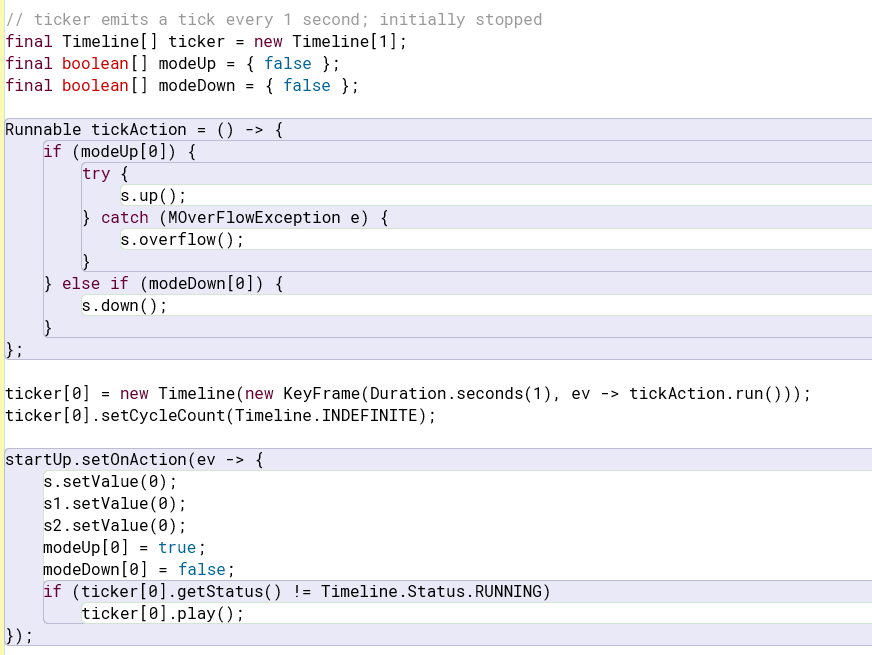 // ticker emits a tick every 1 second; initially stopped
final Timeline[] ticker = new Timeline[1];
final boolean[] modeUp = { false };
final boolean[] modeDown = { false };

Runnable tickAction = () -> {
    if (modeUp[0]) {
        try {
            s.up();
        } catch (MOverFlowException e) {
            s.overflow();
        }
    } else if (modeDown[0]) {
        s.down();
    }
};

ticker[0] = new Timeline(new KeyFrame(Duration.seconds(1), ev -> tickAction.run()));
ticker[0].setCycleCount(Timeline.INDEFINITE);

startUp.setOnAction(ev -> {
    s.setValue(0);
    s1.setValue(0);
    s2.setValue(0);
    modeUp[0] = true;
    modeDown[0] = false;
    if (ticker[0].getStatus() != Timeline.Status.RUNNING)
        ticker[0].play();
});